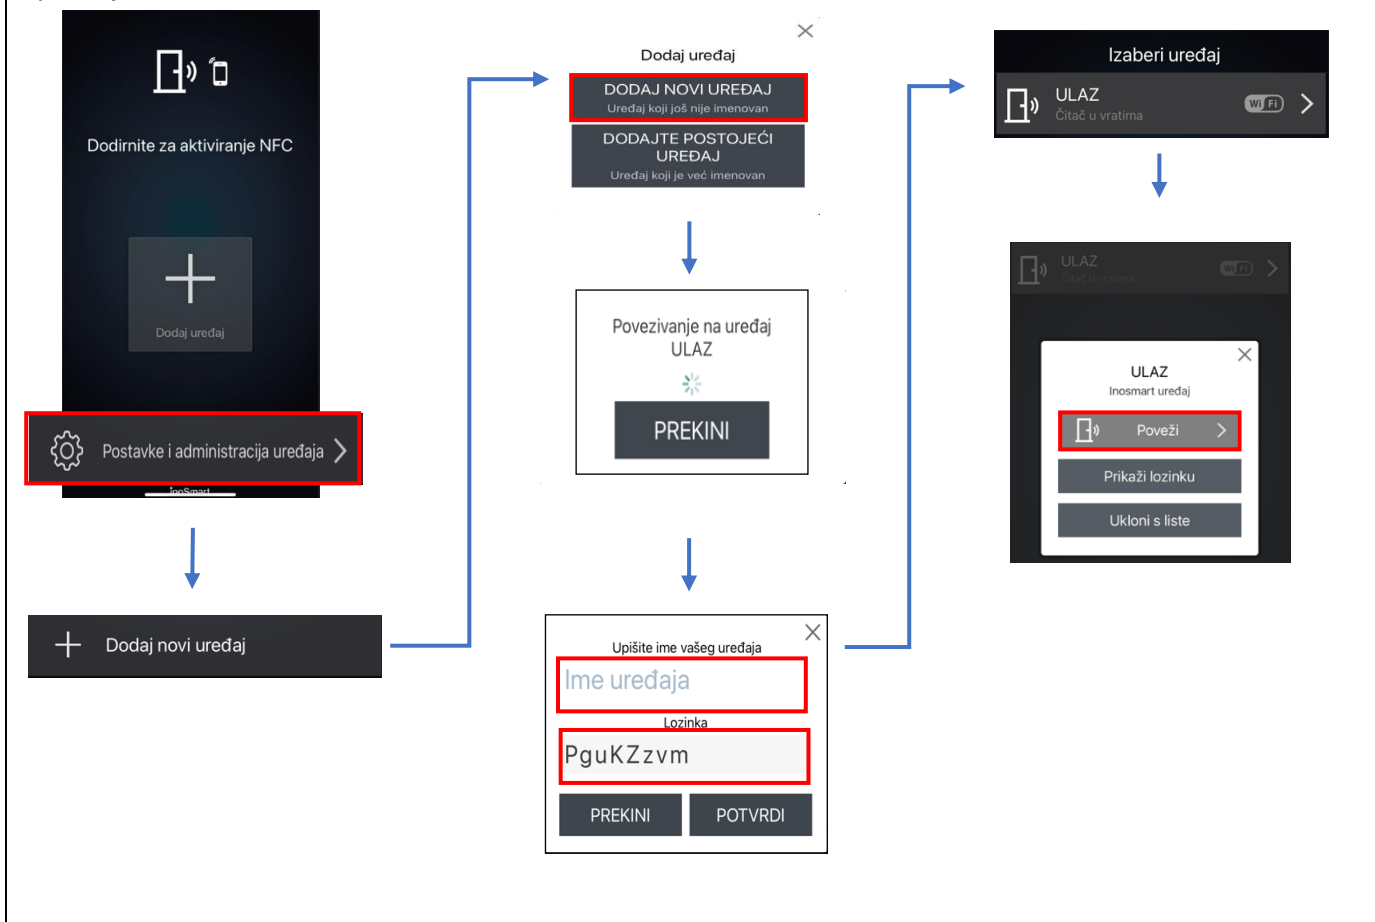 Dodirnite za aktiviranje NFC
Dodaj uređaj
Postavke i administracija uređaja
inoSmart
Dodaj novi uređaj
Dodaj uređaj
DODAJ NOVI UREĐAJ
Uređaj koji još nije imenovan
DODAJTE POSTOJEĆI
UREĐAJ
Uređaj koji je već imenovan
Povezivanje na uređaj
ULAZ
PREKINI
Upišite ime vašeg uređaja
Ime uređaja
Lozinka
PguKZzvm
PREKINI
POTVRDI
Izaberi uređaj
ULAZ
WiFi
Čitač u vratima
ULAZ
WiFi
Čitač u vratima
ULAZ
Inosmart uređaj
Poveži
Prikaži lozinku
Ukloni s liste